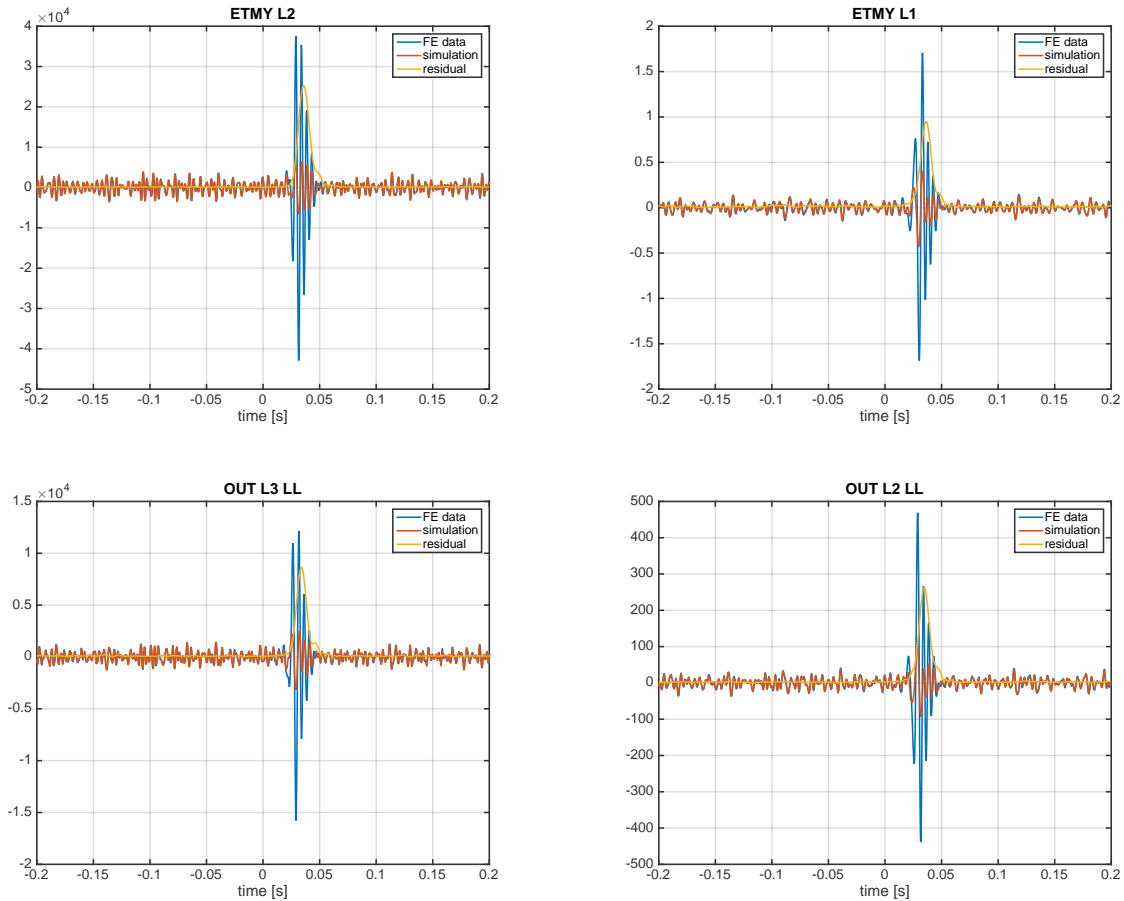 ETMY L2
×10⁴
4
3
2
1
0
-1
-2
-3
-4
-5
-0.2 -0.15 -0.1 -0.05 0 0.05 0.1 0.15 0.2
time [s]
FE data
simulation
residual
ETMY L1
2
1.5
1
0.5
0
-0.5
-1
-1.5
-2
-0.2 -0.15 -0.1 -0.05 0 0.05 0.1 0.15 0.2
time [s]
FE data
simulation
residual
OUT L3 LL
×10⁴
1.5
1
0.5
0
-0.5
-1
-1.5
-2
-0.2 -0.15 -0.1 -0.05 0 0.05 0.1 0.15 0.2
time [s]
FE data
simulation
residual
OUT L2 LL
500
400
300
200
100
0
-100
-200
-300
-400
-500
-0.2 -0.15 -0.1 -0.05 0 0.05 0.1 0.15 0.2
time [s]
FE data
simulation
residual